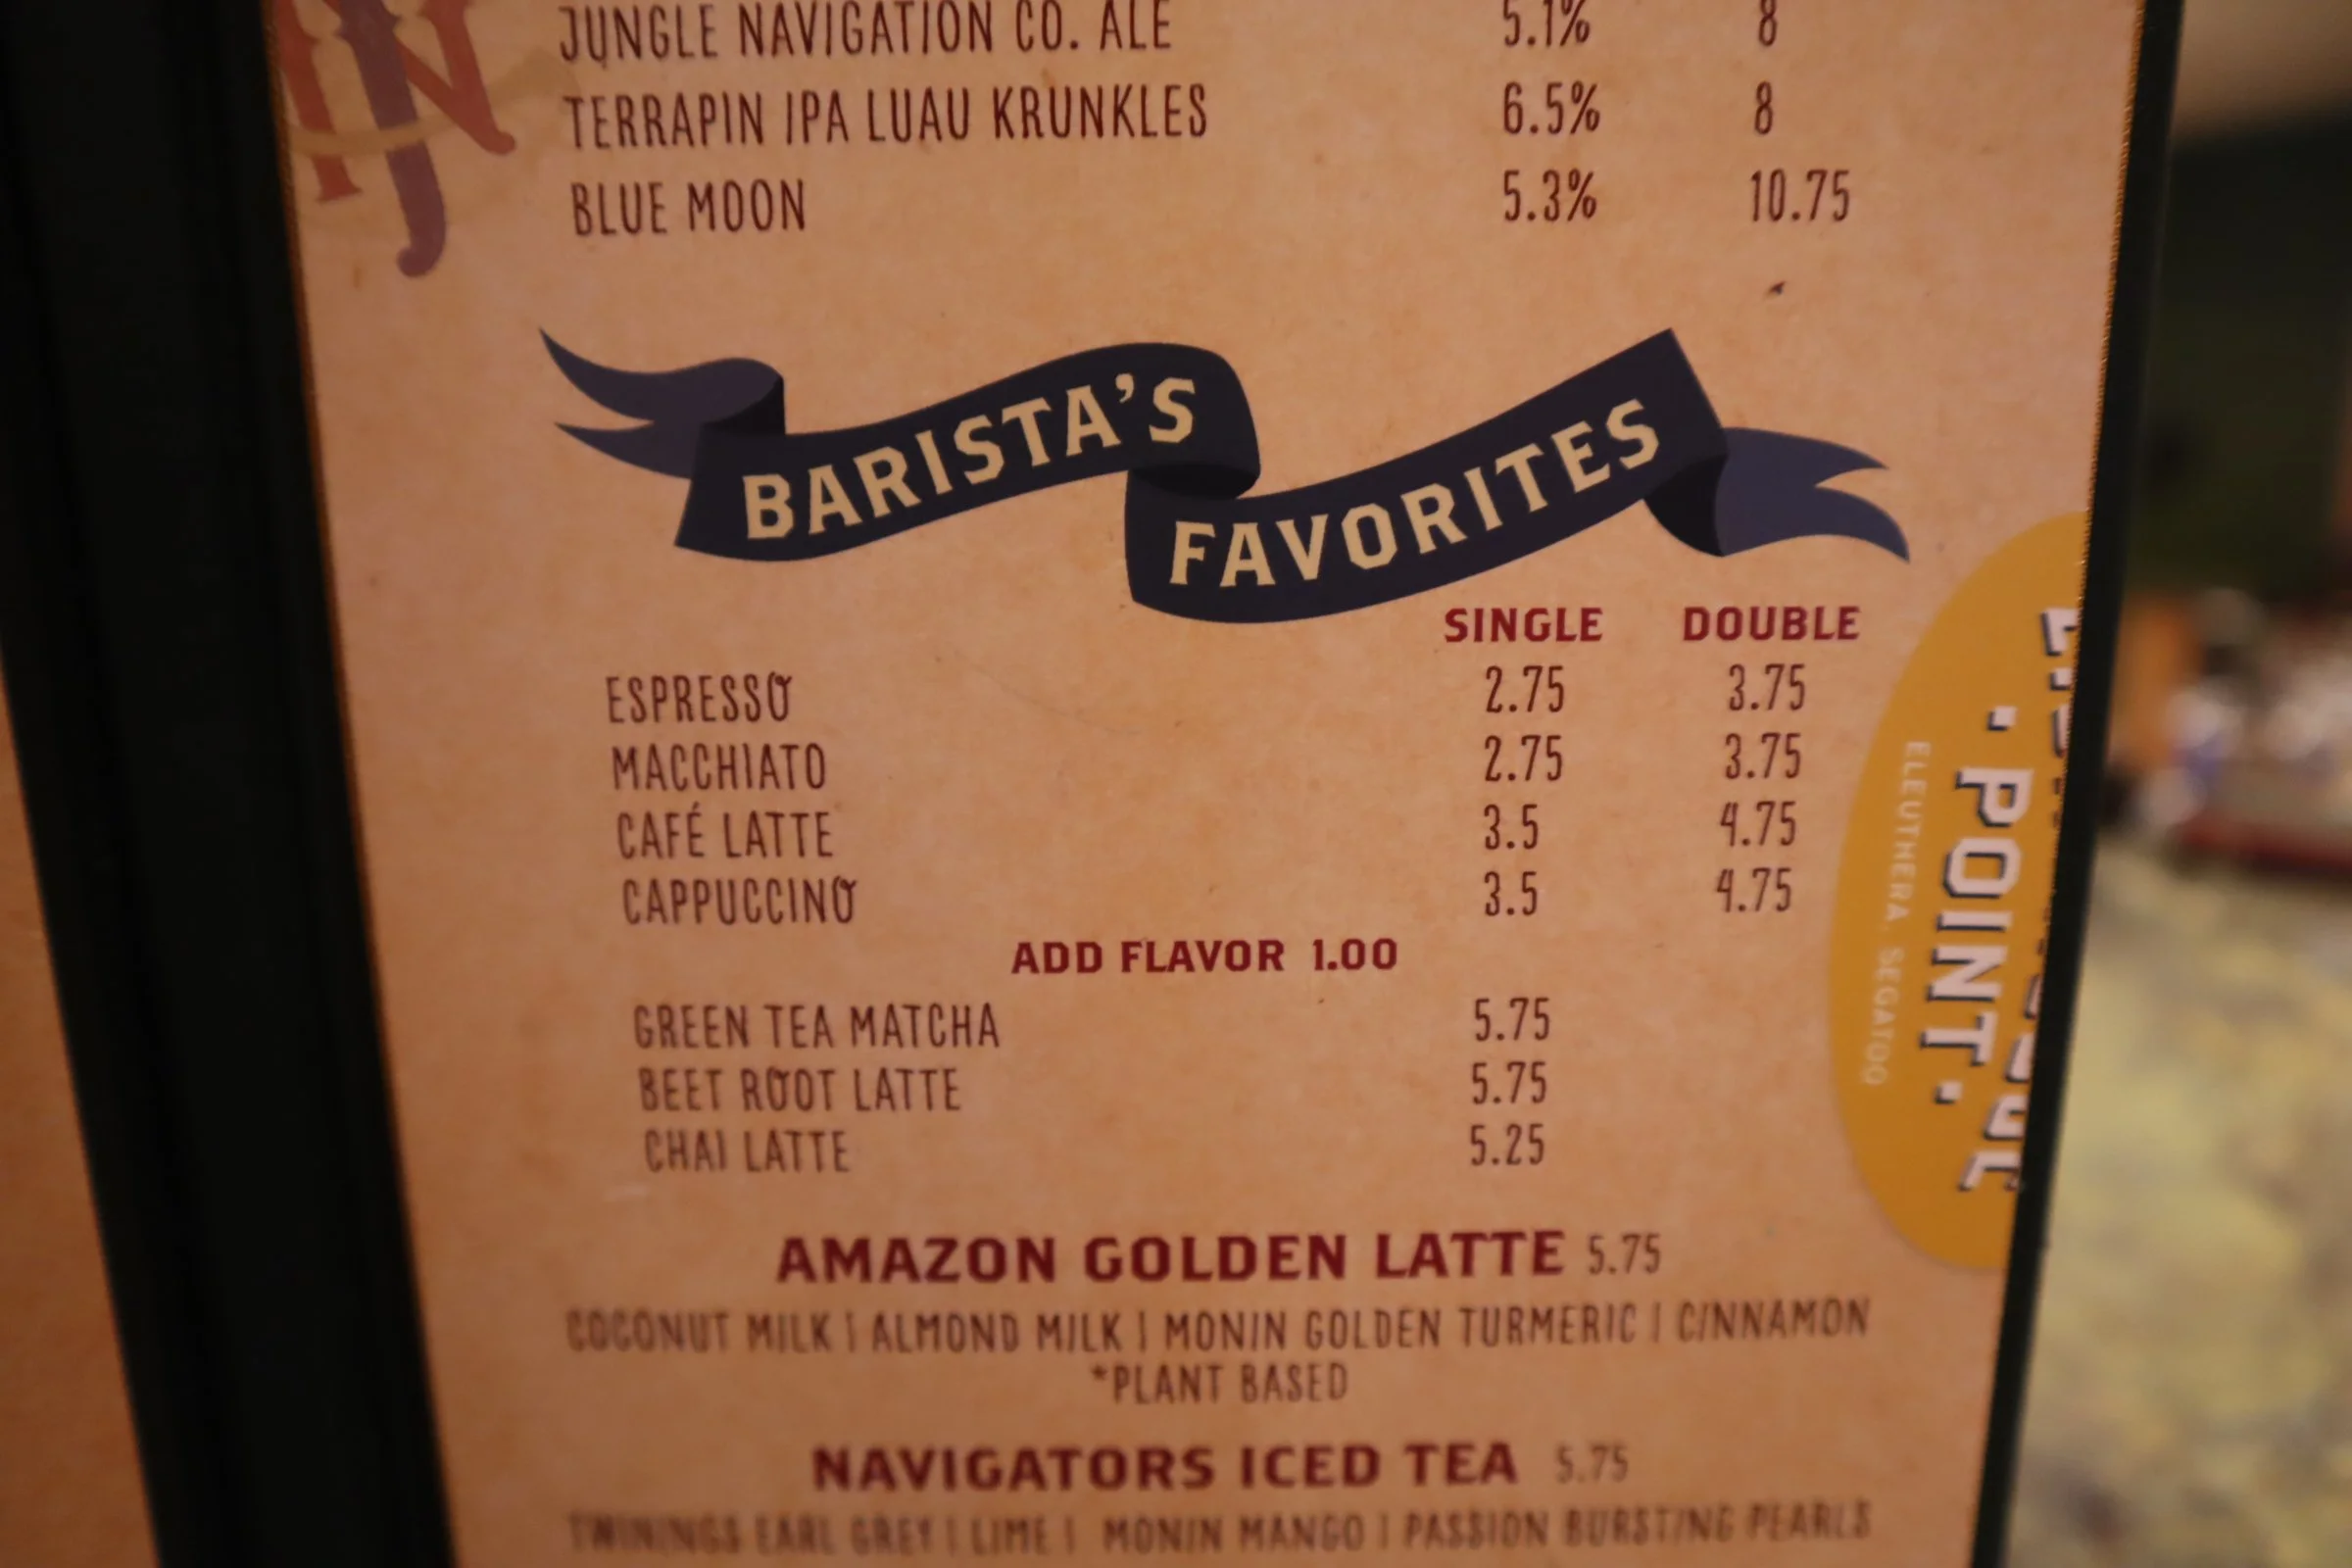 JUNGLE NAVIGATION CO. ALE 5.1% 8
TERRAPIN IPA LUAU KRUNKLES 6.5% 8
BLUE MOON 5.3% 10.75
BARISTA'S
FAVORITES
SINGLE DOUBLE
ESPRESSO 2.75 3.75
MACCHIATO 2.75 3.75
CAFÉ LATTE 3.5 4.75
CAPPUCCINO 3.5 4.75
ADD FLAVOR 1.00
GREEN TEA MATCHA 5.75
BEET ROOT LATTE 5.75
CHAI LATTE 5.25
AMAZON GOLDEN LATTE 5.75
COCONUT MILK | ALMOND MILK | MONIN GOLDEN TURMERIC | CINNAMON
*PLANT BASED
NAVIGATORS ICED TEA 5.75
TWININGS EARL GREY | LIME | MONIN MANGO | PASSION BURSTING PEARLS
· POINT ·
ELEUTHERA, SEGATOO